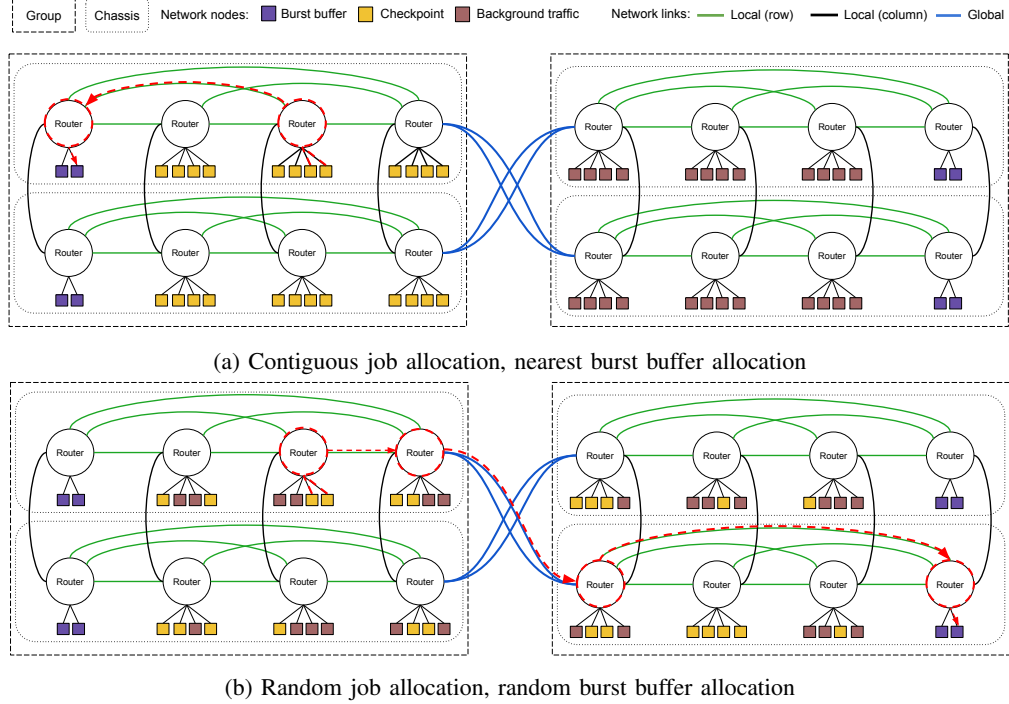 Group Chassis Network nodes: Burst buffer Checkpoint Background traffic Network links: Local (row) Local (column) Global
Router Router Router Router Router Router Router Router
Router Router Router Router Router Router Router Router
(a) Contiguous job allocation, nearest burst buffer allocation
Router Router Router Router Router Router Router Router
Router Router Router Router Router Router Router Router
(b) Random job allocation, random burst buffer allocation